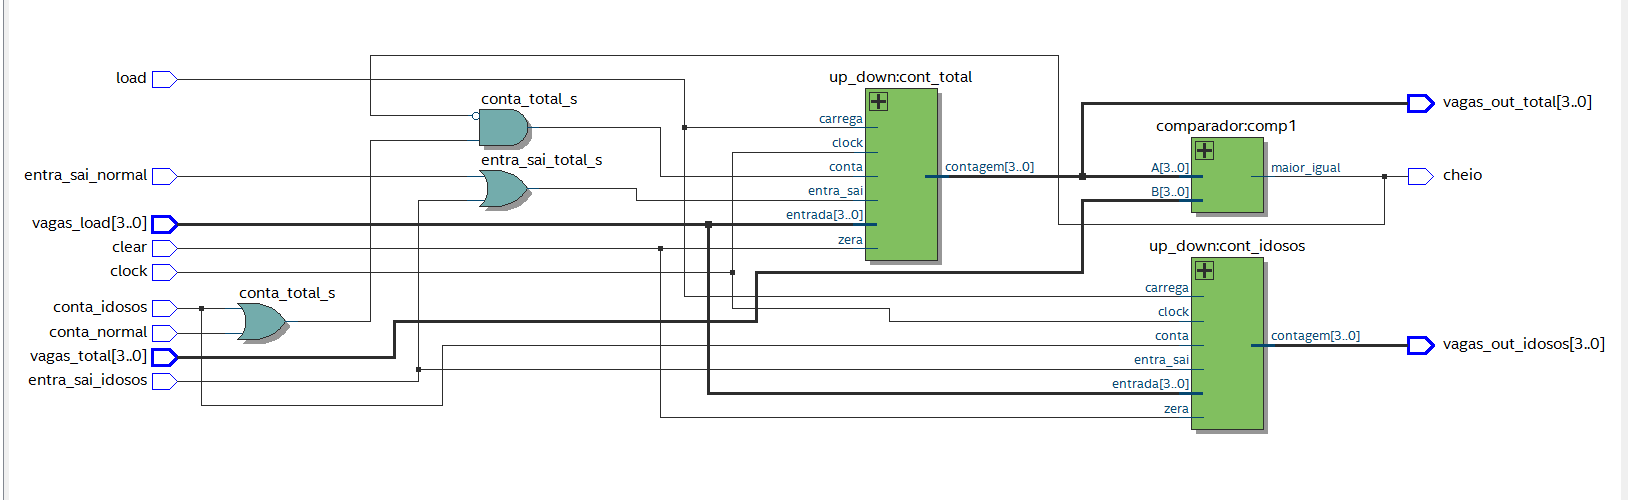 load
entra_sai_normal
vagas_load[3..0]
clear
clock
conta_idosos
conta_normal
vagas_total[3..0]
entra_sai_idosos
conta_total_s
conta_total_s
entra_sai_total_s
up_down:cont_total
carrega
clock
conta
entra_sai
entrada[3..0]
zera
contagem[3..0]
comparador:comp1
A[3..0]
B[3..0]
maior_igual
up_down:cont_idosos
carrega
clock
conta
entra_sai
entrada[3..0]
zera
contagem[3..0]
vagas_out_total[3..0]
cheio
vagas_out_idosos[3..0]